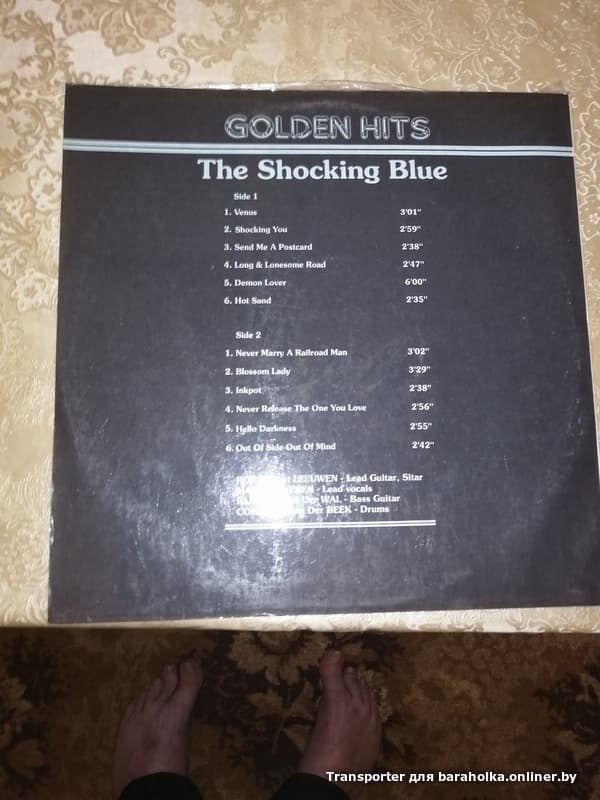 GOLDEN HITS
The Shocking Blue
Side 1
1. Venus 3'01"
2. Shocking You 2'59"
3. Send Me A Postcard 2'38"
4. Long & Lonesome Road 2'47"
5. Demon Lover 6'00"
6. Hot Sand 2'35"
Side 2
1. Never Marry A Railroad Man 3'02"
2. Blossom Lady 3'29"
3. Inkpot 2'38"
4. Never Release The One You Love 2'56"
5. Hello Darkness 2'55"
6. Out Of Side Out Of Mind 2'42"
LEEUWEN - Lead Guitar, Sitar
- Lead vocals
Der WAL - Bass Guitar
Der BEEK - Drums
Transporter для baraholka.onliner.by